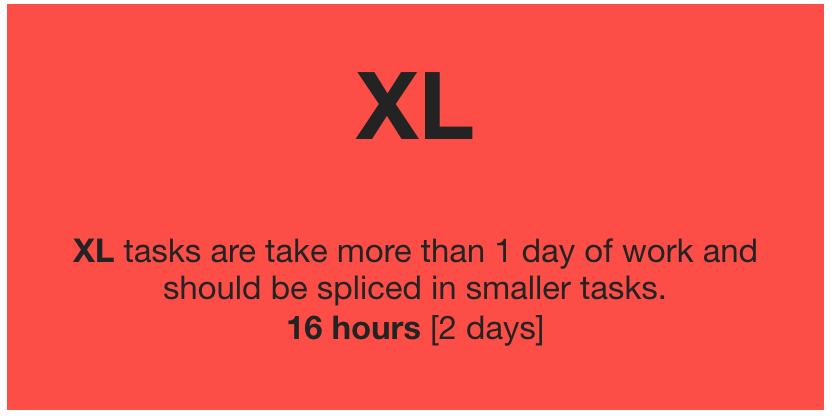 XL
XL tasks are take more than 1 day of work and
should be spliced in smaller tasks.
16 hours [2 days]